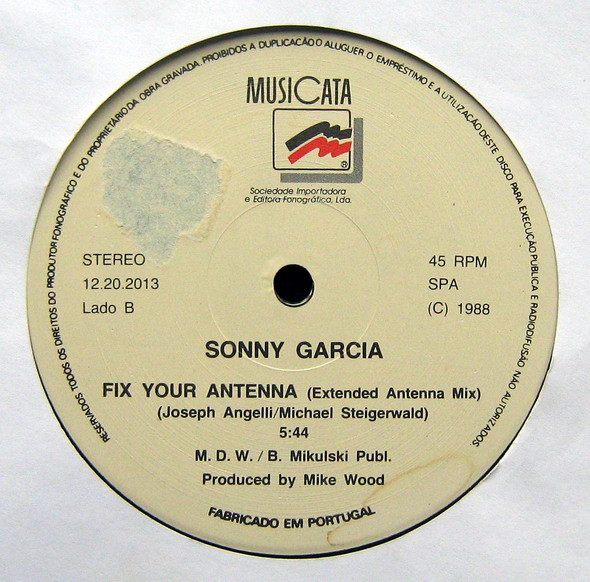 RESERVADOS TODOS OS DIREITOS DO PRODUTOR FONOGRÁFICO E DO PROPRIETÁRIO DA OBRA GRAVADA. PROIBIDOS A DUPLICAÇÃO O ALUGUER O EMPRÉSTIMO E A UTILIZAÇÃO DESTE DISCO PARA EXECUÇÃO PUBLICA E RADIODIFUSÃO NÃO AUTORIZADOS
MUSICATA
®
Sociedade Importadora
e Editora Fonográfica, Lda.
STEREO
12.20.2013
Lado B
45 RPM
SPA
(C) 1988
SONNY GARCIA
FIX YOUR ANTENNA (Extended Antenna Mix)
(Joseph Angelli/Michael Steigerwald)
5:44
M. D. W. / B. Mikulski Publ.
Produced by Mike Wood
FABRICADO EM PORTUGAL